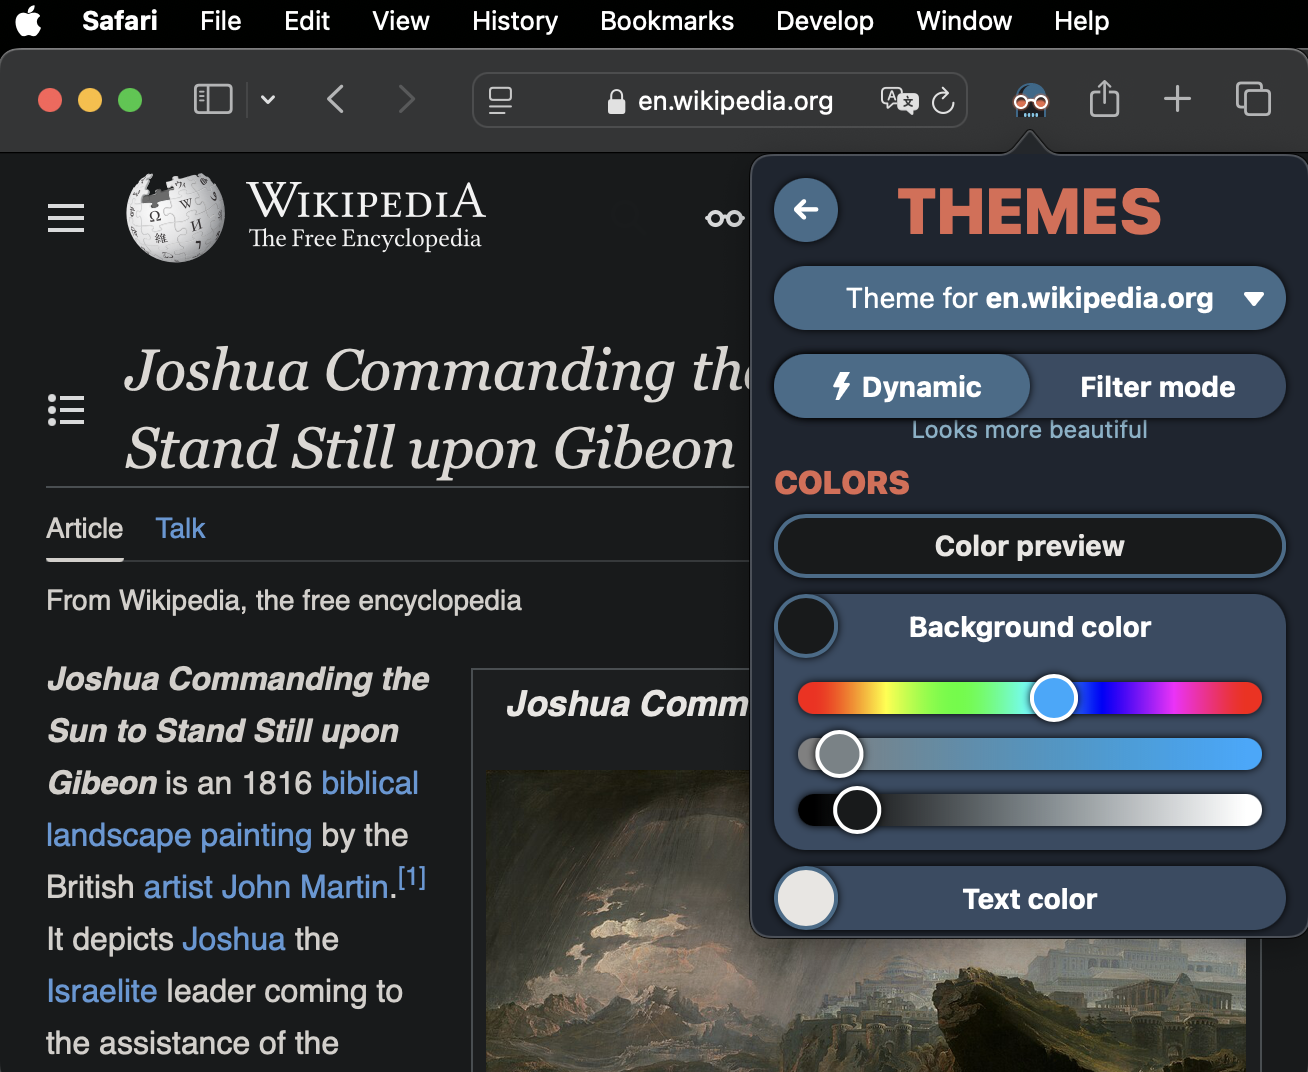 Safari File Edit View History Bookmarks Develop Window Help
en.wikipedia.org
WIKIPEDIA
The Free Encyclopedia
Joshua Commanding the
Stand Still upon Gibeon
Article Talk
From Wikipedia, the free encyclopedia
Joshua Commanding the
Sun to Stand Still upon
Gibeon is an 1816 biblical
landscape painting by the
British artist John Martin.[1]
It depicts Joshua the
Israelite leader coming to
the assistance of the
Joshua Comm
THEMES
Theme for en.wikipedia.org
Dynamic Filter mode
Looks more beautiful
COLORS
Color preview
Background color
Text color